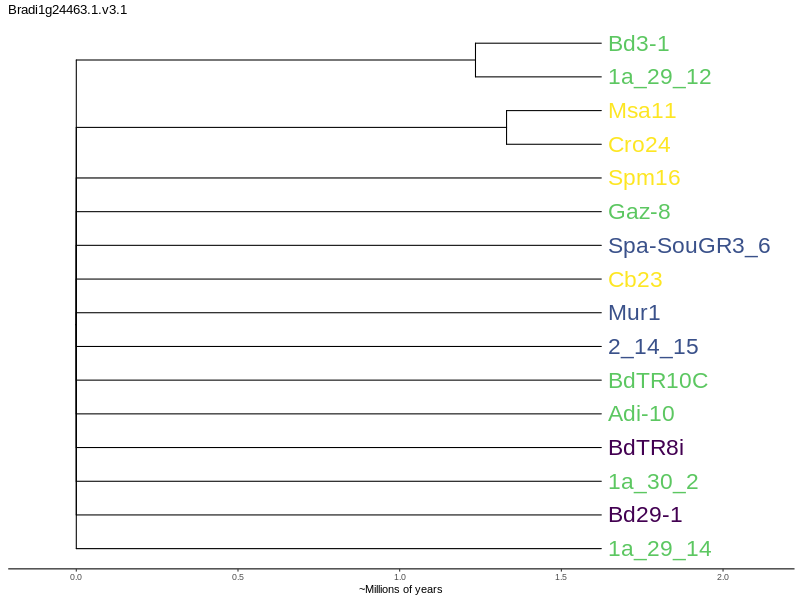 Bradi1g24463.1.v3.1
Bd3-1
1a_29_12
Msa11
Cro24
Spm16
Gaz-8
Spa-SouGR3_6
Cb23
Mur1
2_14_15
BdTR10C
Adi-10
BdTR8i
1a_30_2
Bd29-1
1a_29_14
0.0 0.5 1.0 1.5 2.0
~Millions of years